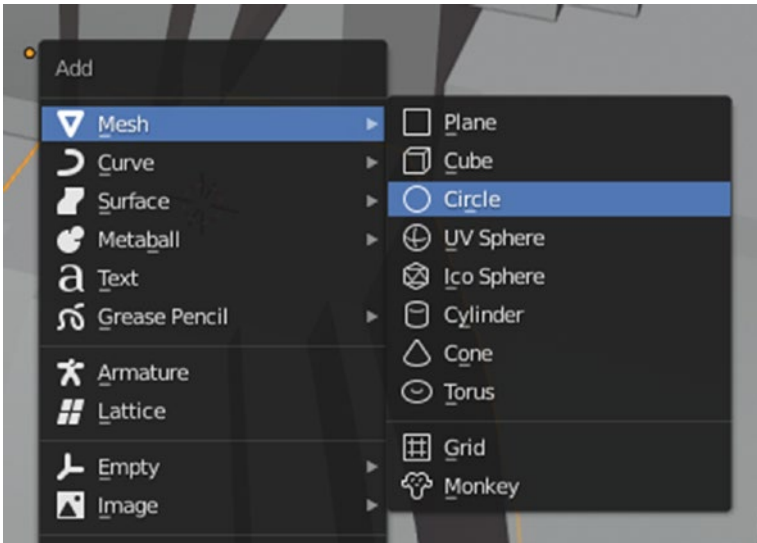 Add
Mesh
Curve
Surface
Metaball
Text
Grease Pencil
Armature
Lattice
Empty
Image
Plane
Cube
Circle
UV Sphere
Ico Sphere
Cylinder
Cone
Torus
Grid
Monkey